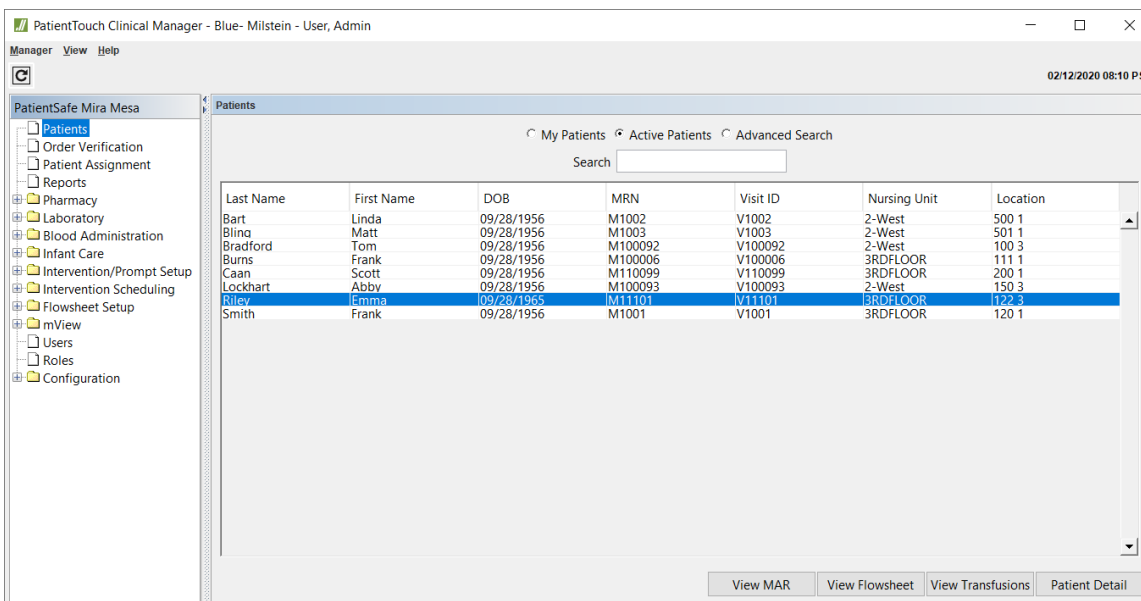 PatientTouch Clinical Manager - Blue- Milstein - User, Admin
Manager View Help
02/12/2020 08:10 PS
PatientSafe Mira Mesa
Patients
Order Verification
Patient Assignment
Reports
Pharmacy
Laboratory
Blood Administration
Infant Care
Intervention/Prompt Setup
Intervention Scheduling
Flowsheet Setup
mView
Users
Roles
Configuration
Patients
My Patients Active Patients Advanced Search
Search
Last Name First Name DOB MRN Visit ID Nursing Unit Location
Bart Linda 09/28/1956 M1002 V1002 2-West 500 1
Bling Matt 09/28/1956 M1003 V1003 2-West 501 1
Bradford Tom 09/28/1956 M100092 V100092 2-West 100 3
Burns Frank 09/28/1956 M100006 V100006 3RDFLOOR 111 1
Caan Scott 09/28/1956 M110099 V110099 3RDFLOOR 200 1
Lockhart Abby 09/28/1956 M100093 V100093 2-West 150 3
Riley Emma 09/28/1965 M11101 V11101 3RDFLOOR 122 3
Smith Frank 09/28/1956 M1001 V1001 3RDFLOOR 120 1
View MAR View Flowsheet View Transfusions Patient Detail